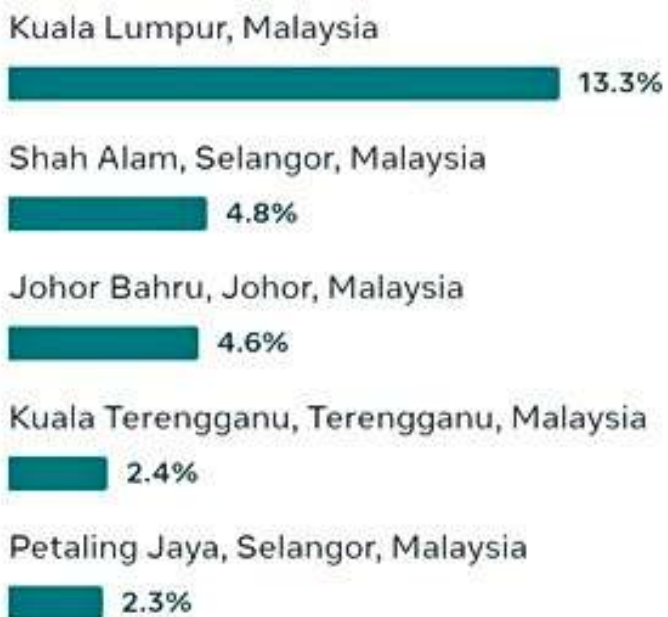 Kuala Lumpur, Malaysia
13.3%
Shah Alam, Selangor, Malaysia
4.8%
Johor Bahru, Johor, Malaysia
4.6%
Kuala Terengganu, Terengganu, Malaysia
2.4%
Petaling Jaya, Selangor, Malaysia
2.3%